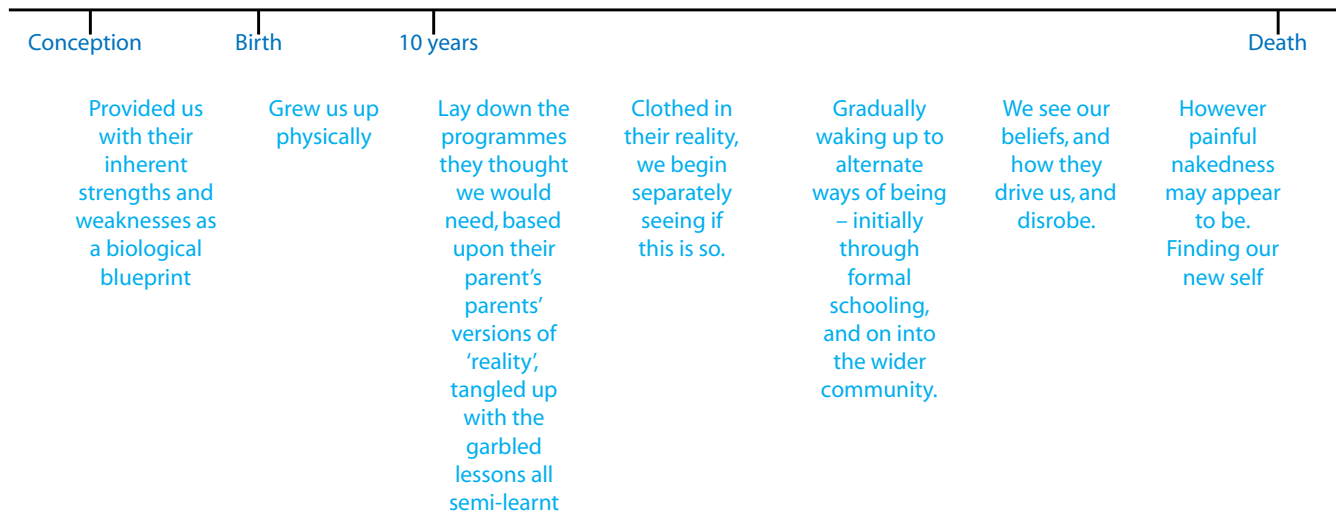 Conception
Birth
10 years
Death
Provided us
with their
inherent
strengths and
weaknesses as
a biological
blueprint
Grew us up
physically
Lay down the
programmes
they thought
we would
need, based
upon their
parent's
parents'
versions of
‘reality’,
tangled up
with the
garbled
lessons all
semi-learnt
Clothed in
their reality,
we begin
separately
seeing if
this is so.
Gradually
waking up to
alternate
ways of being
– initially
through
formal
schooling,
and on into
the wider
community.
We see our
beliefs, and
how they
drive us, and
disrobe.
However
painful
nakedness
may appear
to be.
Finding our
new self